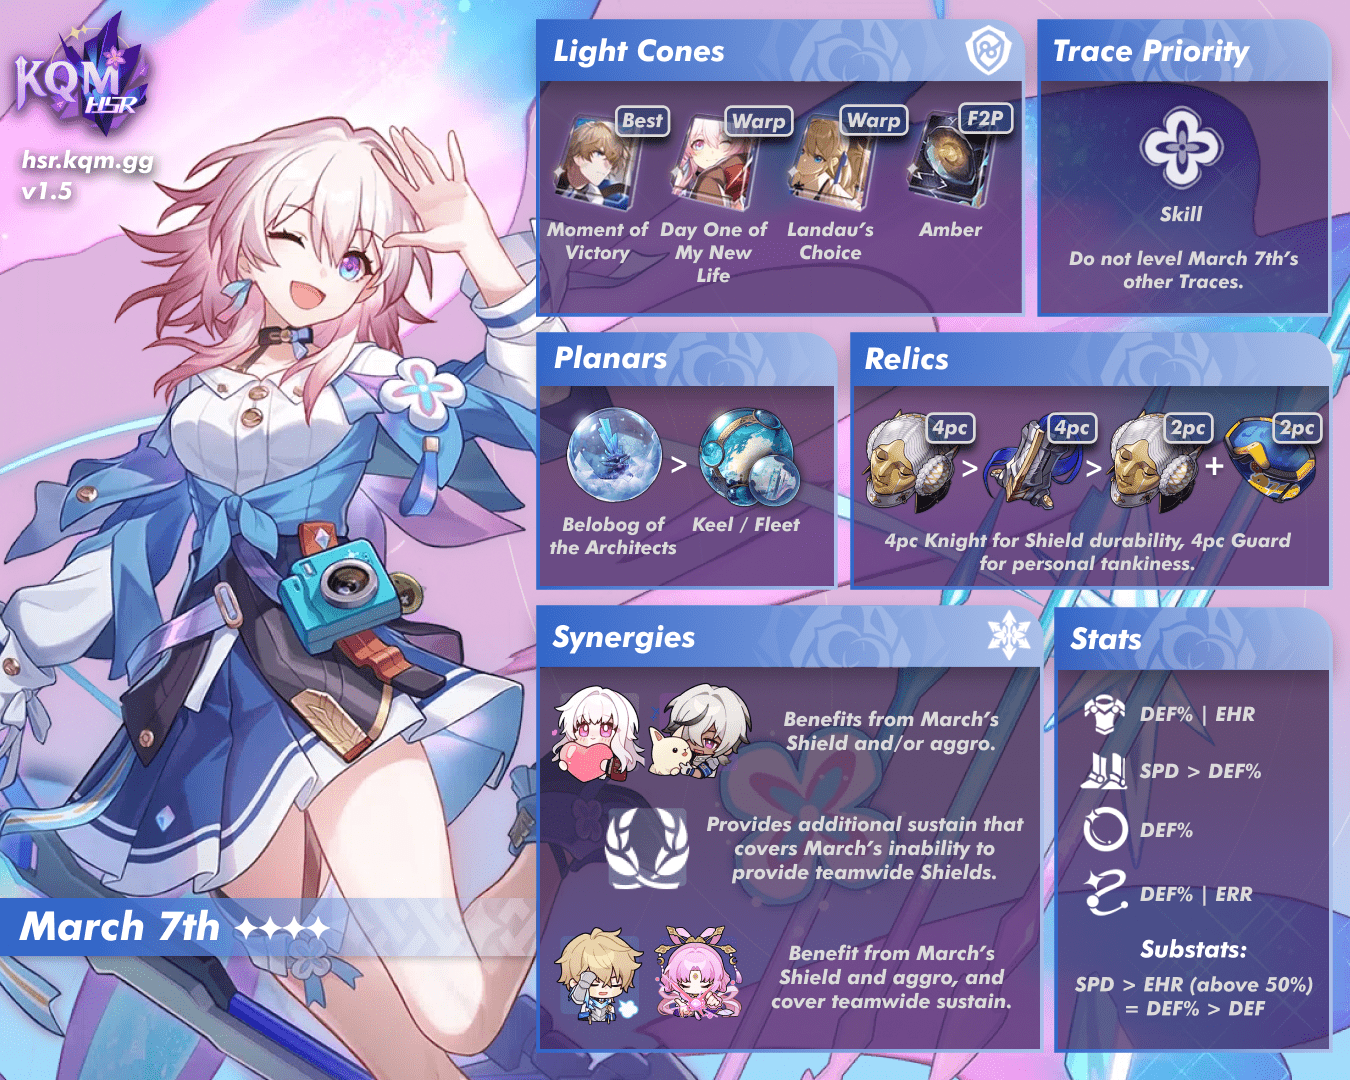 KQM
HSR
hsr.kqm.gg
v1.5
Light Cones
Best
Warp
Warp
F2P
Moment of
Victory
Day One of
My New
Life
Landau's
Choice
Amber
Trace Priority
Skill
Do not level March 7th's
other Traces.
Planars
>
Belobog of
the Architects
Keel / Fleet
Relics
4pc
>
4pc
>
2pc
+
2pc
4pc Knight for Shield durability, 4pc Guard
for personal tankiness.
Synergies
Benefits from March's
Shield and/or aggro.
Provides additional sustain that
covers March's inability to
provide teamwide Shields.
Benefit from March's
Shield and aggro, and
cover teamwide sustain.
Stats
DEF% | EHR
SPD > DEF%
DEF%
DEF% | ERR
Substats:
SPD > EHR (above 50%)
= DEF% > DEF
March 7th